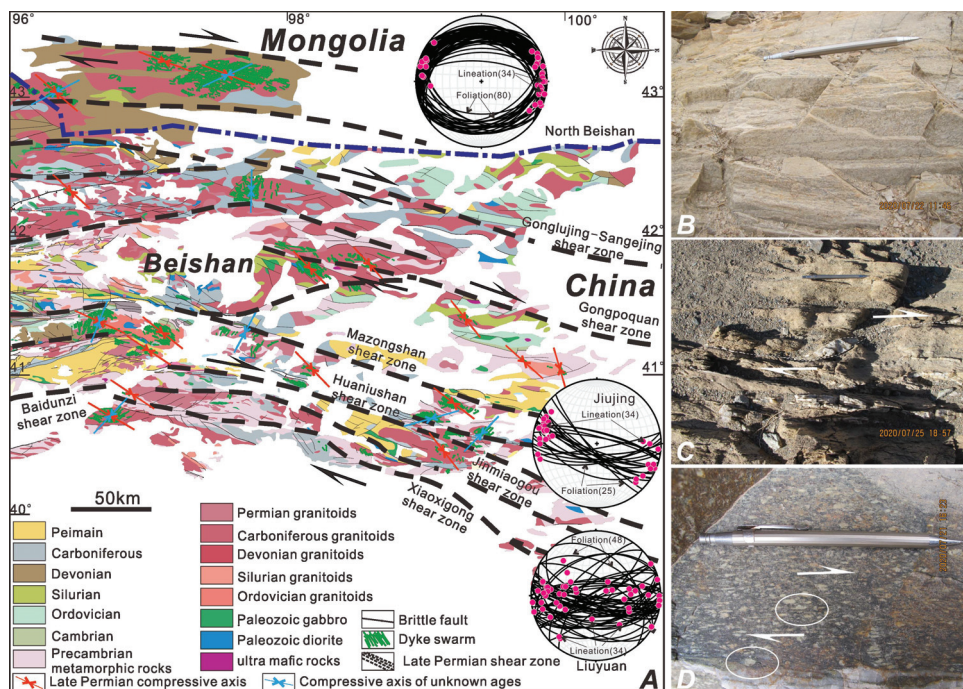 96°
98°
100°
Mongolia
N
Lineation(34)
Foliation(80)
43
43
North Beishan
B
2020/07/22 11:
42
42
Gonglujing-Sangejing
shear zone
Beishan
China
Gongpoquan
shear zone
Mazongshan
shear zone
41
41
Huaniushan
shear zone
Baidunzi
shear zone
Jiujing
Lineation(34)
Foliation(25)
2020/07/25 18:57
C
Jinmiaogou
shear zone
Xiaoxigong
shear zone
40°
50km
Peimain
Carboniferous
Devonian
Silurian
Ordovician
Cambrian
Precambrian
metamorphic rocks
Permian granitoids
Carboniferous granitoids
Devonian granitoids
Silurian granitoids
Ordovician granitoids
Paleozoic gabbro
Paleozoic diorite
ultra mafic rocks
Brittle fault
Dyke swarm
Late Permian shear zone
Foliation(48)
Lineation(34)
Liuyuan
Late Permian compressive axis
Compressive axis of unknown ages
A
D